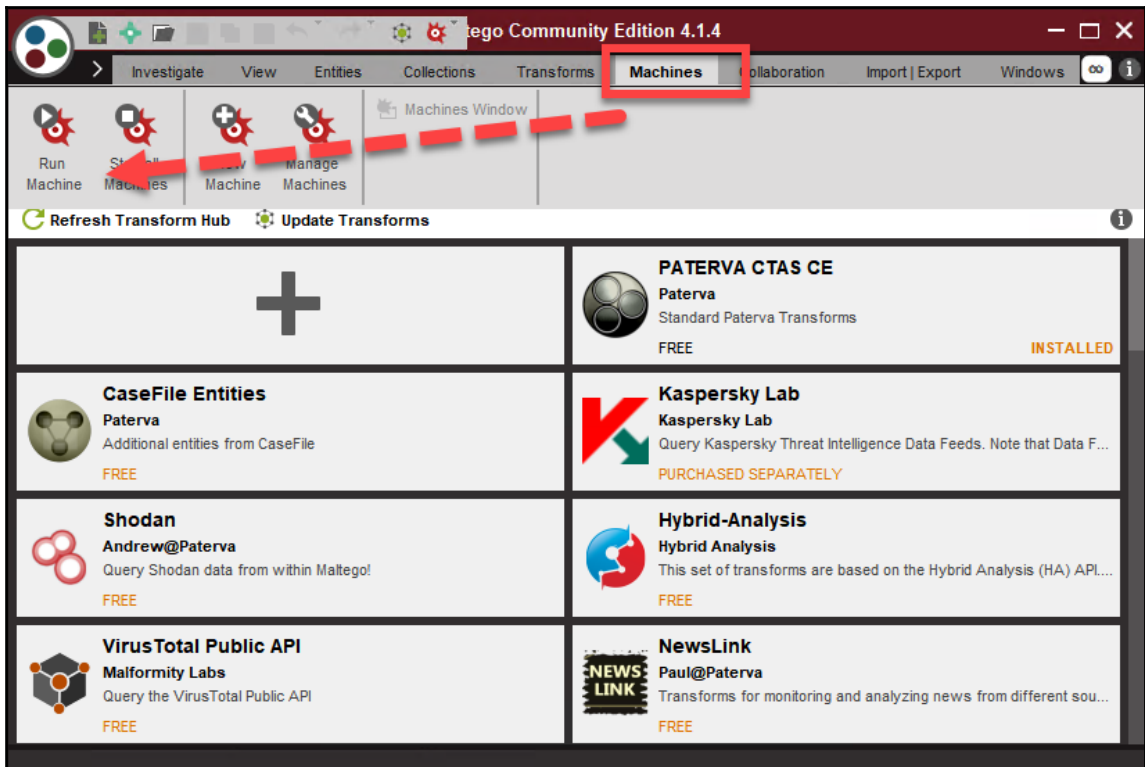 tego Community Edition 4.1.4
Investigate View Entities Collections Transforms Machines ollaboration Import | Export Windows
Machines Window
Run
Machine
Machines
Machine
Manage
Machines
Refresh Transform Hub Update Transforms
PATERVA CTAS CE
Paterva
Standard Paterva Transforms
FREE INSTALLED
CaseFile Entities
Paterva
Additional entities from CaseFile
FREE
Kaspersky Lab
Kaspersky Lab
Query Kaspersky Threat Intelligence Data Feeds. Note that Data F...
PURCHASED SEPARATELY
Shodan
Andrew@Paterva
Query Shodan data from within Maltego!
FREE
Hybrid-Analysis
Hybrid Analysis
This set of transforms are based on the Hybrid Analysis (HA) API....
FREE
VirusTotal Public API
Malformity Labs
Query the VirusTotal Public API
FREE
NEWS
LINK
NewsLink
Paul@Paterva
Transforms for monitoring and analyzing news from different sou...
FREE